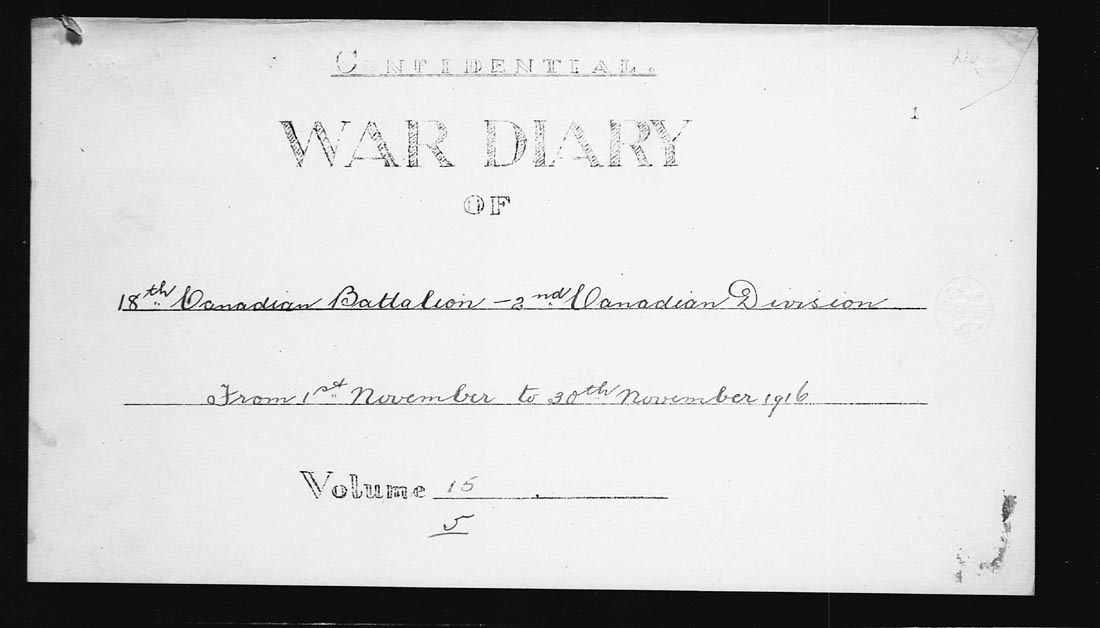 CONFIDENTIAL.
1
WAR DIARY
OF
18th Canadian Battalion - 2nd Canadian Division
From 1st November to 30th November 1916
Volume 15
5